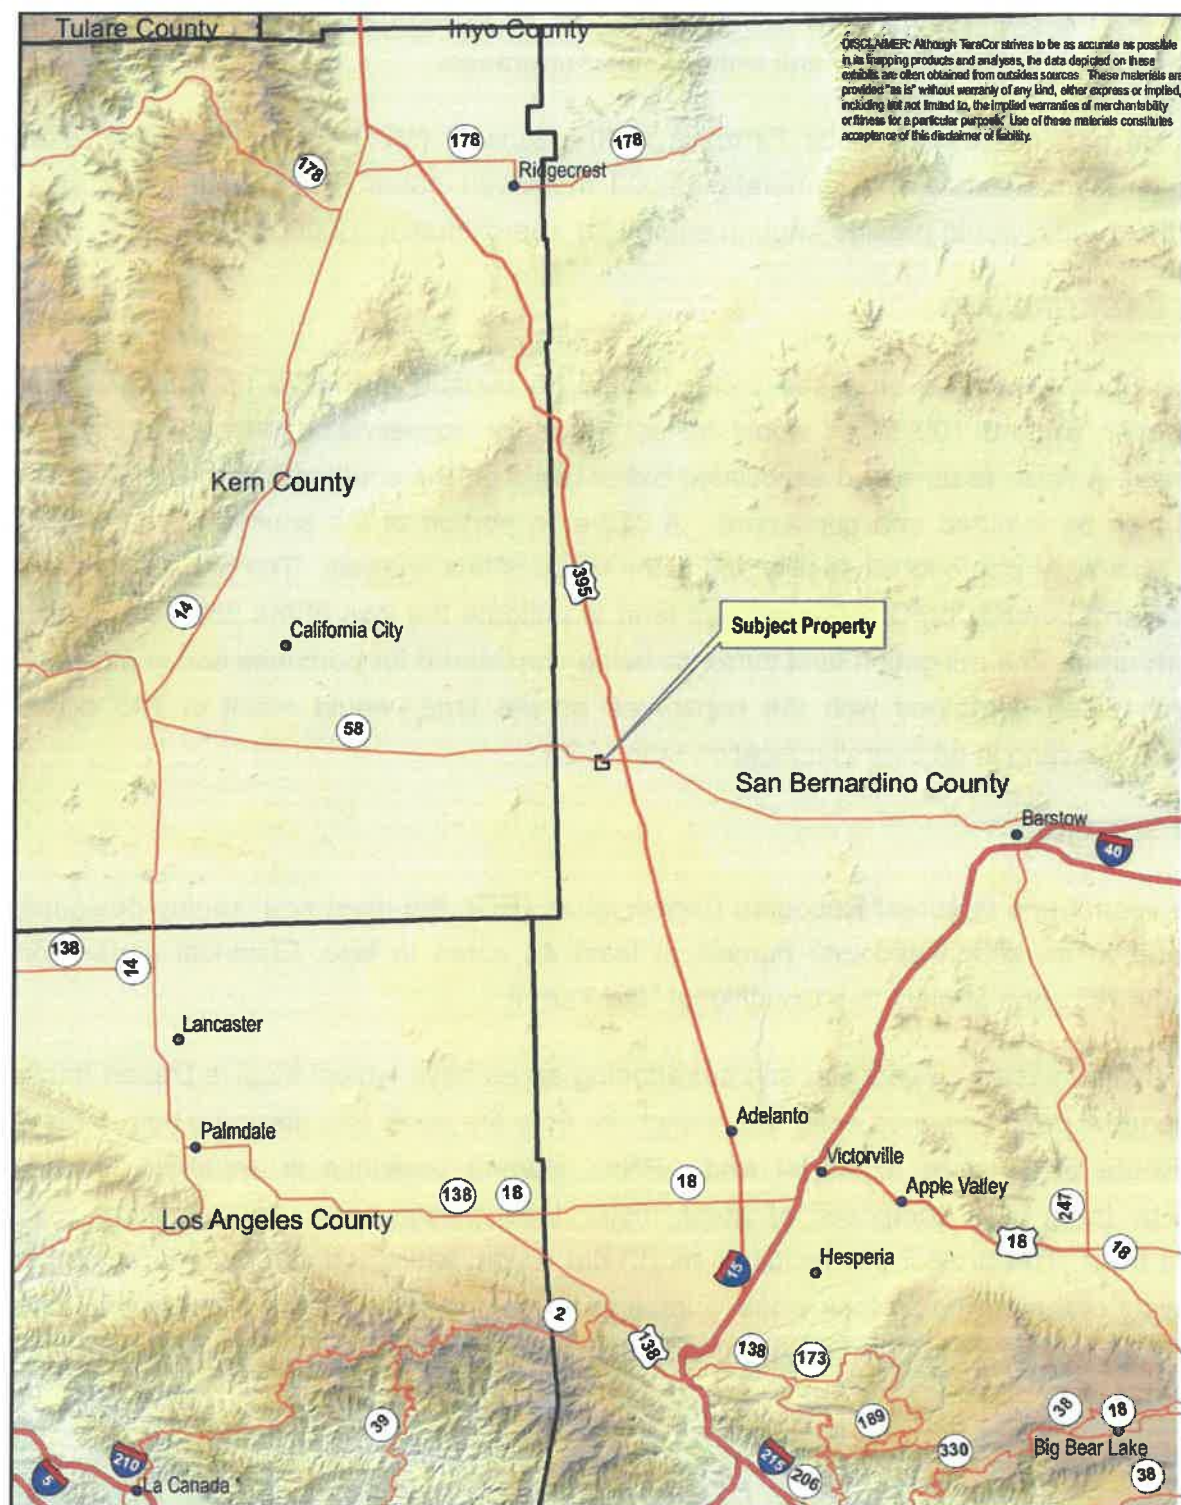 Tulare County
Inyo County
DISCLAIMER: Although TeraCor strives to be as accurate as possible
in its mapping products and analyses, the data depicted on these
exhibits are often obtained from outsides sources. These materials are
provided "as is" without warranty of any kind, either express or implied,
including but not limited to, the implied warranties of merchantability
or fitness for a particular purpose. Use of these materials constitutes
acceptance of this disclaimer of liability.
178
178
178
Ridgecrest
Kern County
395
14
California City
Subject Property
58
San Bernardino County
Barstow
40
138
14
Lancaster
Adelanto
Palmdale
Victorville
138
18
18
Apple Valley
247
Los Angeles County
18
18
15
Hesperia
2
138
138
173
39
189
38
18
Big Bear Lake
330
210
215
206
38
5
La Canada